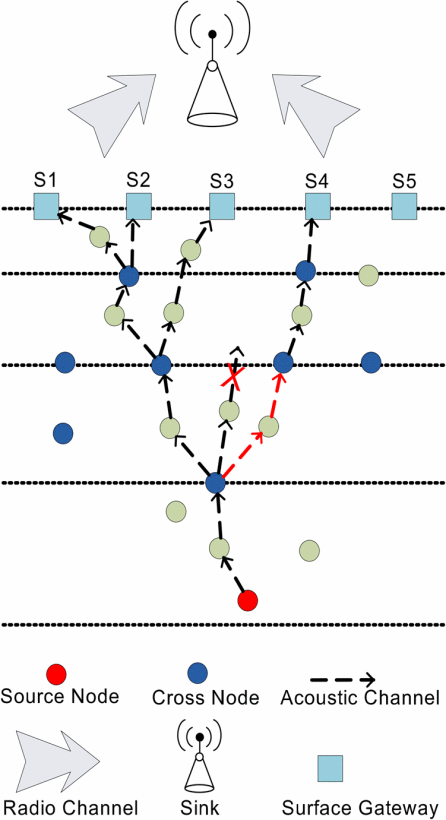 S1 S2 S3 S4 S5
Source Node Cross Node Acoustic Channel
Radio Channel Sink Surface Gateway